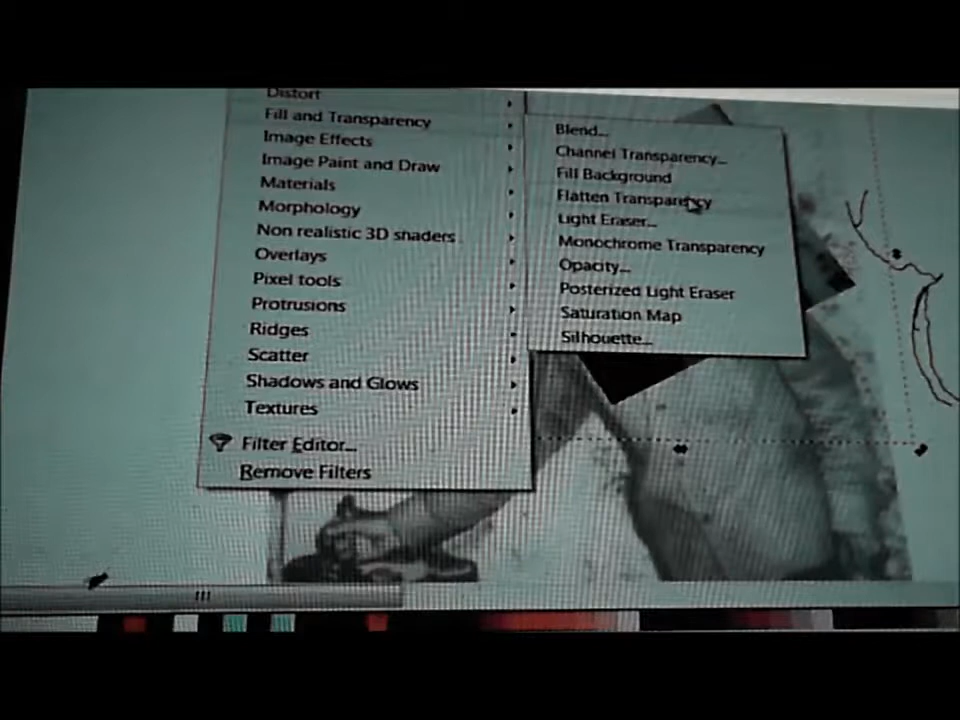 Distort
Fill and Transparency
Image Effects
Image Paint and Draw
Materials
Morphology
Non realistic 3D shaders
Overlays
Pixel tools
Protrusions
Ridges
Scatter
Shadows and Glows
Textures
Filter Editor...
Remove Filters
Blend...
Channel Transparency...
Fill Background
Flatten Transparency
Light Eraser...
Monochrome Transparency
Opacity...
Posterized Light Eraser
Saturation Map
Silhouette...